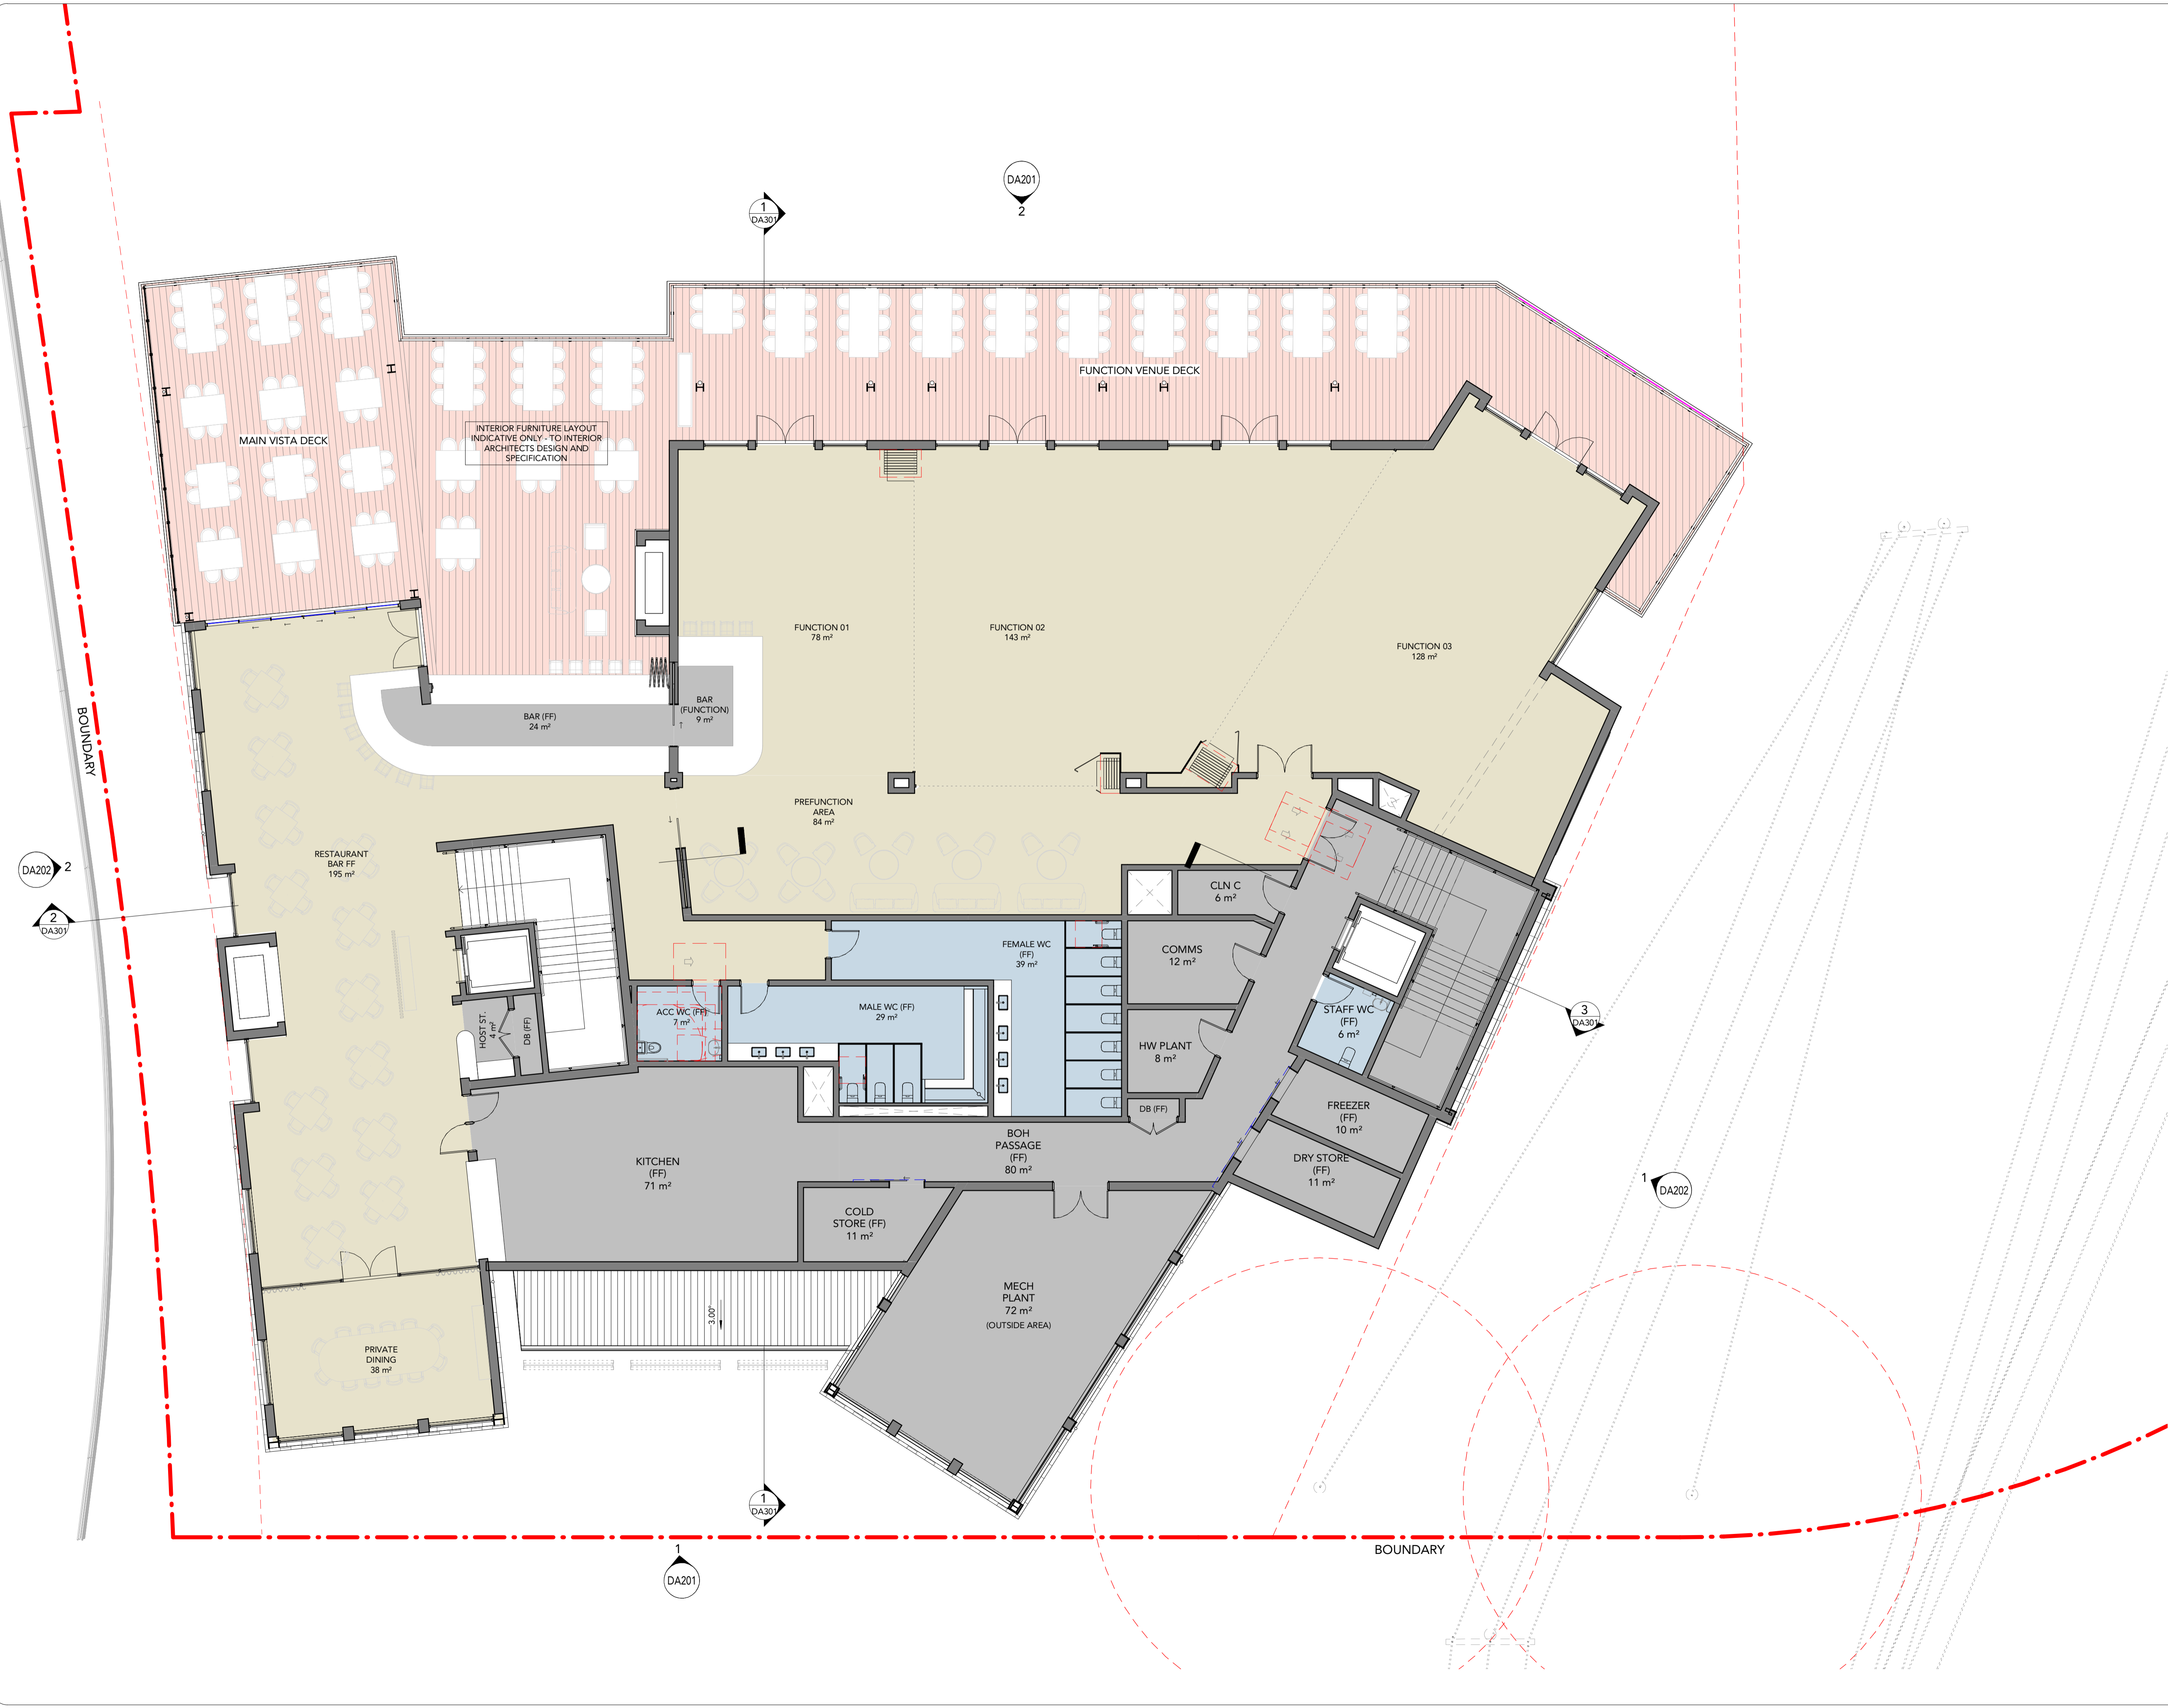 DA201
2
1
DA301
FUNCTION VENUE DECK
INTERIOR FURNITURE LAYOUT
INDICATIVE ONLY - TO INTERIOR
ARCHITECTS DESIGN AND
SPECIFICATION
MAIN VISTA DECK
FUNCTION 01
78 m²
FUNCTION 02
143 m²
FUNCTION 03
128 m²
BAR (FF)
24 m²
BAR
(FUNCTION)
9 m²
BOUNDARY
PREFUNCTION
AREA
84 m²
RESTAURANT
BAR FF
195 m²
DA202
2
2
DA301
CLN C
6 m²
COMMS
12 m²
FEMALE WC
(FF)
39 m²
MALE WC (FF)
29 m²
ACC WC (FF)
7 m²
HOST ST.
4 m²
DB (FF)
STAFF WC
(FF)
6 m²
3
DA301
HW PLANT
8 m²
DB (FF)
FREEZER
(FF)
10 m²
DRY STORE
(FF)
11 m²
BOH
PASSAGE
(FF)
80 m²
KITCHEN
(FF)
71 m²
COLD
STORE (FF)
11 m²
1
DA202
MECH
PLANT
72 m²
(OUTSIDE AREA)
3.00°
PRIVATE
DINING
38 m²
1
DA301
BOUNDARY
1
DA201